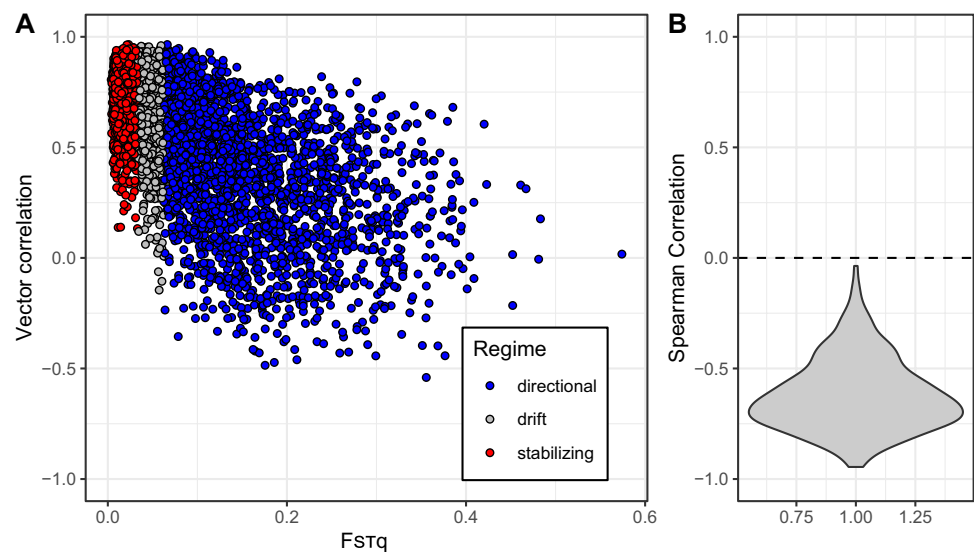 A
1.0
0.5
0.0
−0.5
−1.0
Vector correlation
0.0
0.2
0.4
0.6
FSTq
Regime
directional
drift
stabilizing
B
1.0
0.5
0.0
−0.5
−1.0
Spearman Correlation
0.75
1.00
1.25